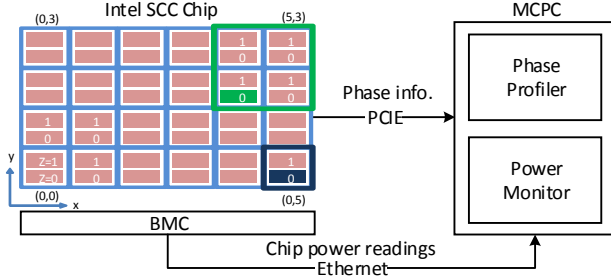 Intel SCC Chip
MCPC
(0,3)
(5,3)
1 1
0 0
1 1
0 0
1 1
0 0
Z=1 1 1
Z=0 0 0
y
x
(0,0)
(0,5)
BMC
Phase info.
PCIE
Phase
Profiler
Power
Monitor
Chip power readings
Ethernet